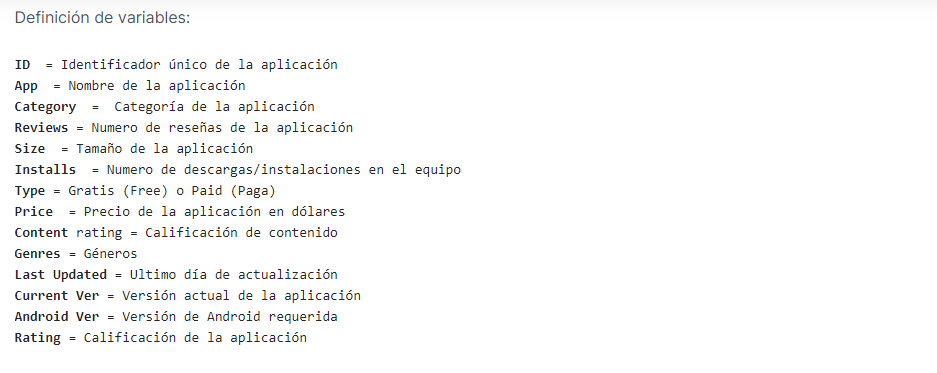 Definición de variables:
ID = Identificador único de la aplicación
App = Nombre de la aplicación
Category = Categoría de la aplicación
Reviews = Numero de reseñas de la aplicación
Size = Tamaño de la aplicación
Installs = Numero de descargas/instalaciones en el equipo
Type = Gratis (Free) o Paid (Paga)
Price = Precio de la aplicación en dólares
Content rating = Calificación de contenido
Genres = Géneros
Last Updated = Ultimo día de actualización
Current Ver = Versión actual de la aplicación
Android Ver = Versión de Android requerida
Rating = Calificación de la aplicación